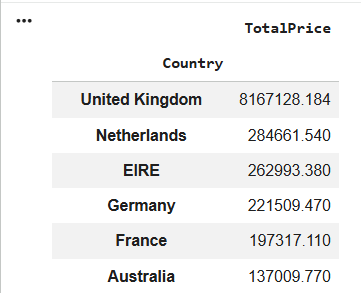 TotalPrice
Country
United Kingdom 8167128.184
Netherlands 284661.540
EIRE 262993.380
Germany 221509.470
France 197317.110
Australia 137009.770